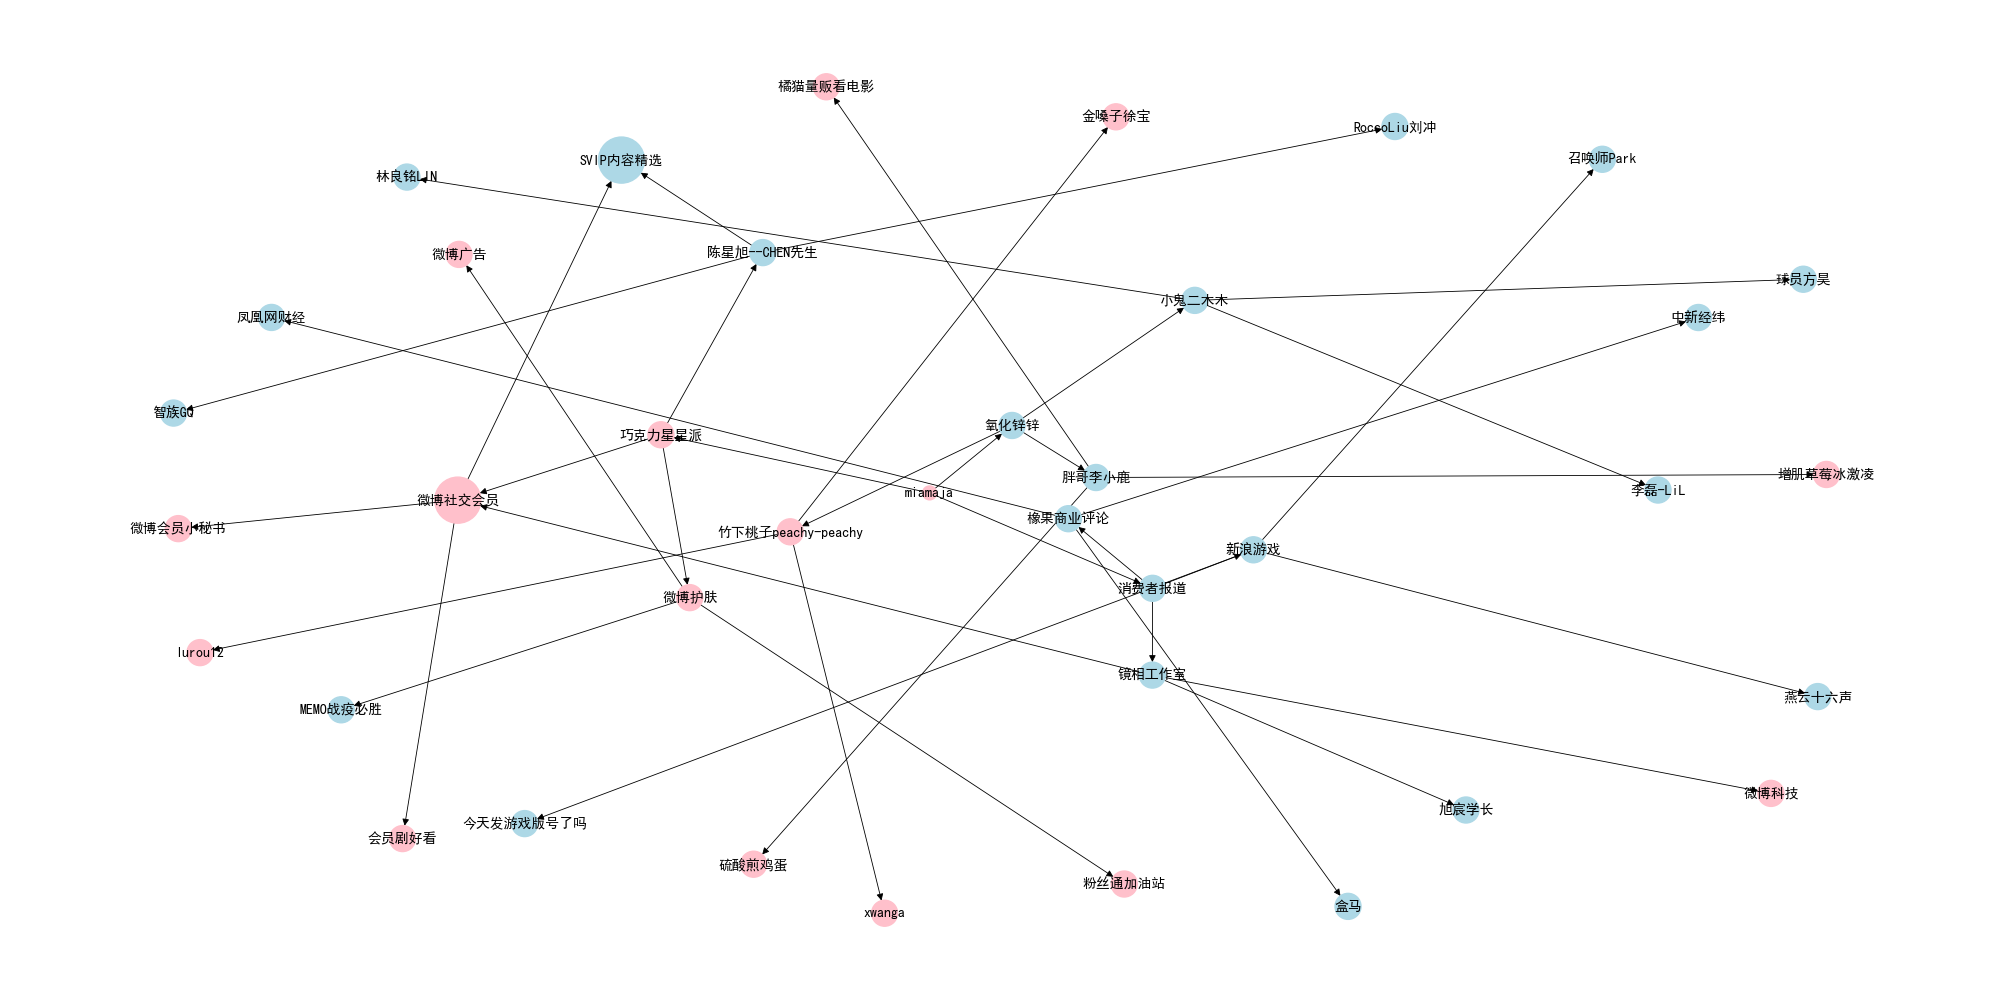 橘猫量贩看电影
金嗓子徐宝
RoccoLiu刘冲
SVIP内容精选
召唤师Park
林良铭LIN
微博广告
陈星旭--CHEN先生
球员方昊
小鬼二木木
凤凰网财经
中新经纬
智族GQ
氧化锌锌
巧克力星星派
胖哥李小鹿
增肌草莓冰激凌
李磊-LiL
miamaja
微博社交会员
橡果商业评论
微博会员小秘书
竹下桃子peachy-peachy
新浪游戏
消费者报道
微博护肤
lurou12
镜相工作室
燕云十六声
MEMO战疫必胜
微博科技
旭宸学长
今天发游戏版号了吗
会员剧好看
硫酸煎鸡蛋
粉丝通加油站
盒马
xwanga